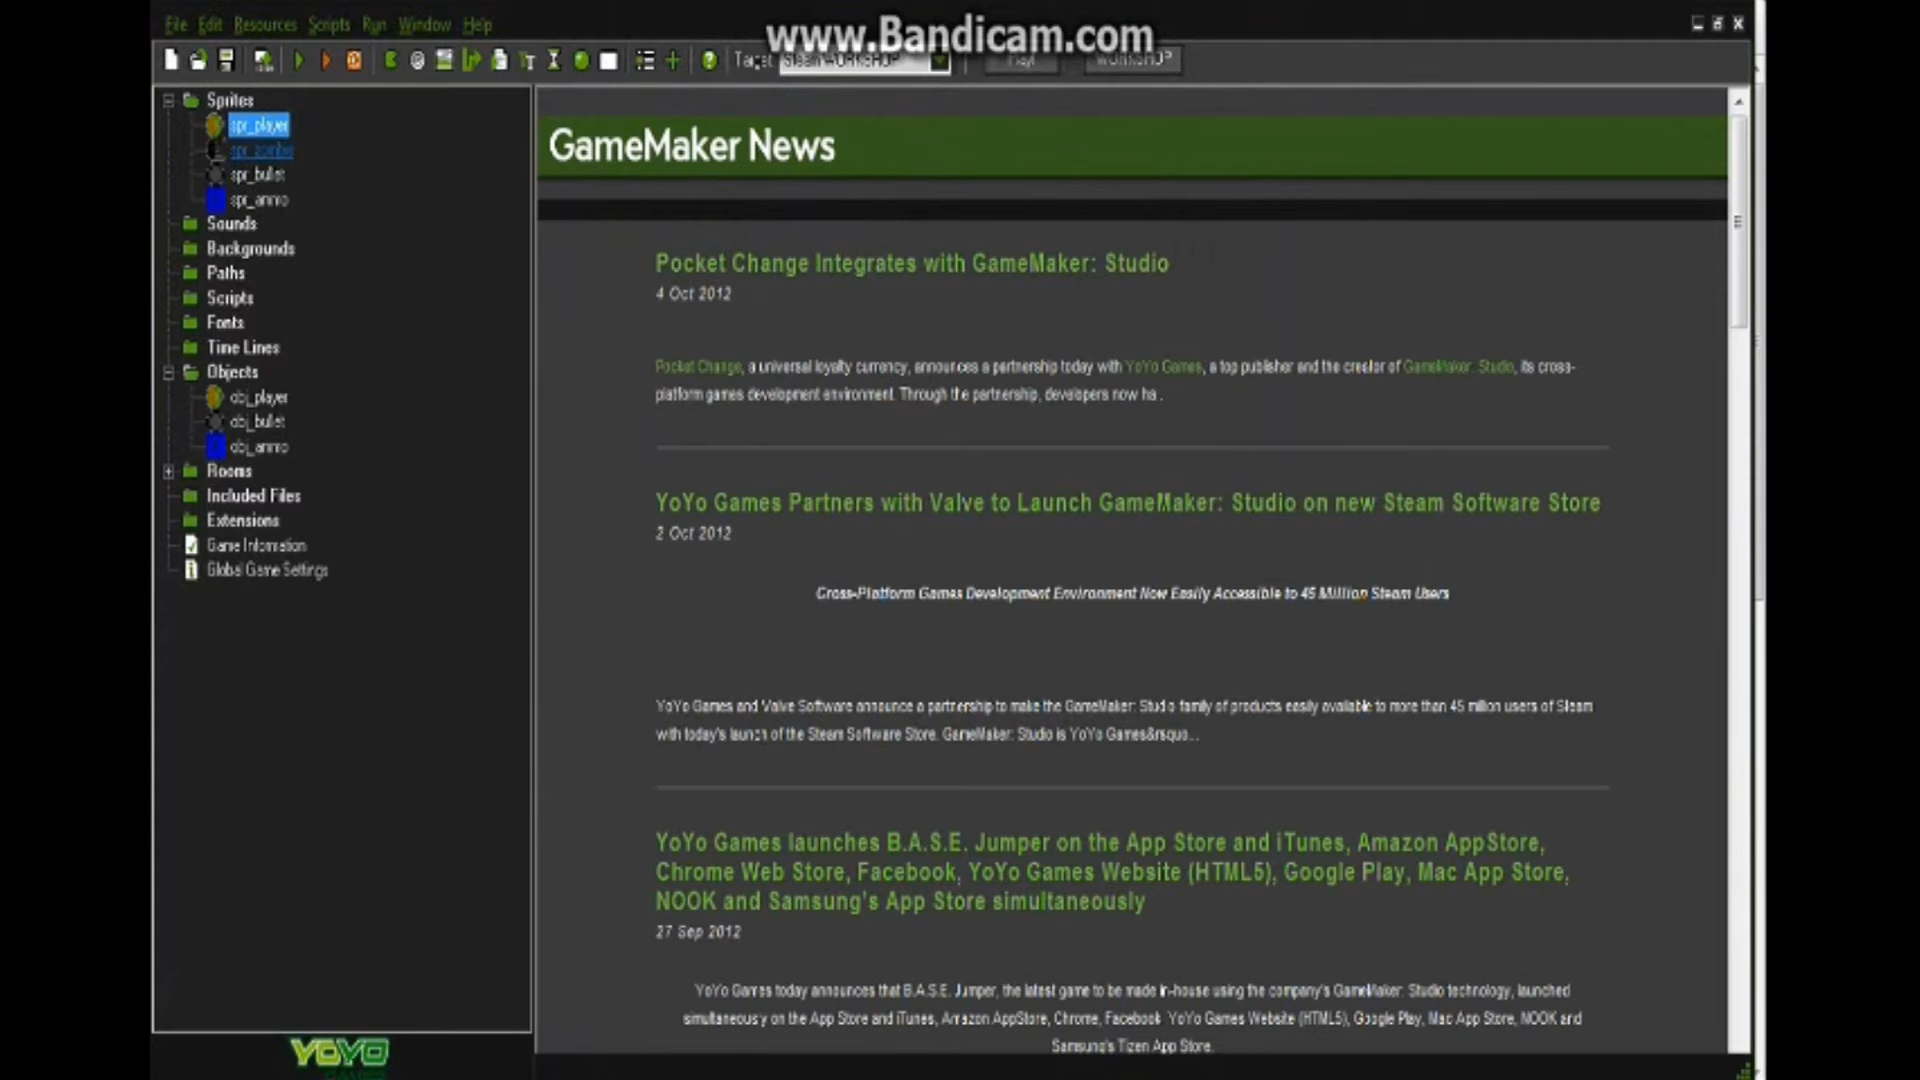 www.Bandicam.com
File Edit Resources Scripts Run Window Help
Target: Steam WORKSHOP Play! WORKSHOP
Sprites
spr_player
spr_zombie
spr_bullet
spr_ammo
Sounds
Backgrounds
Paths
Scripts
Fonts
Time Lines
Objects
obj_player
obj_bullet
obj_ammo
Rooms
Included Files
Extensions
Game Information
Global Game Settings
YOYO
GAMES
GameMaker News
Pocket Change Integrates with GameMaker: Studio
4 Oct 2012
Pocket Change, a universal loyalty currency, announces a partnership today with YoYo Games, a top publisher and the creator of GameMaker: Studio, its cross-
platform games development environment. Through the partnership, developers now ha...
YoYo Games Partners with Valve to Launch GameMaker: Studio on new Steam Software Store
2 Oct 2012
Cross-Platform Games Development Environment Now Easily Accessible to 45 Million Steam Users
YoYo Games and Valve Software announce a partnership to make the GameMaker: Studio family of products easily available to more than 45 million users of Steam
with today's launch of the Steam Software Store. GameMaker: Studio is YoYo Games&rsquo...
YoYo Games launches B.A.S.E. Jumper on the App Store and iTunes, Amazon AppStore,
Chrome Web Store, Facebook, YoYo Games Website (HTML5), Google Play, Mac App Store,
NOOK and Samsung's App Store simultaneously
27 Sep 2012
YoYo Games today announces that B.A.S.E. Jumper, the latest game to be made in-house using the company's GameMaker: Studio technology, launched
simultaneously on the App Store and iTunes, Amazon AppStore, Chrome, Facebook YoYo Games Website (HTML5), Google Play, Mac App Store, NOOK and
Samsung's Tizen App Store.